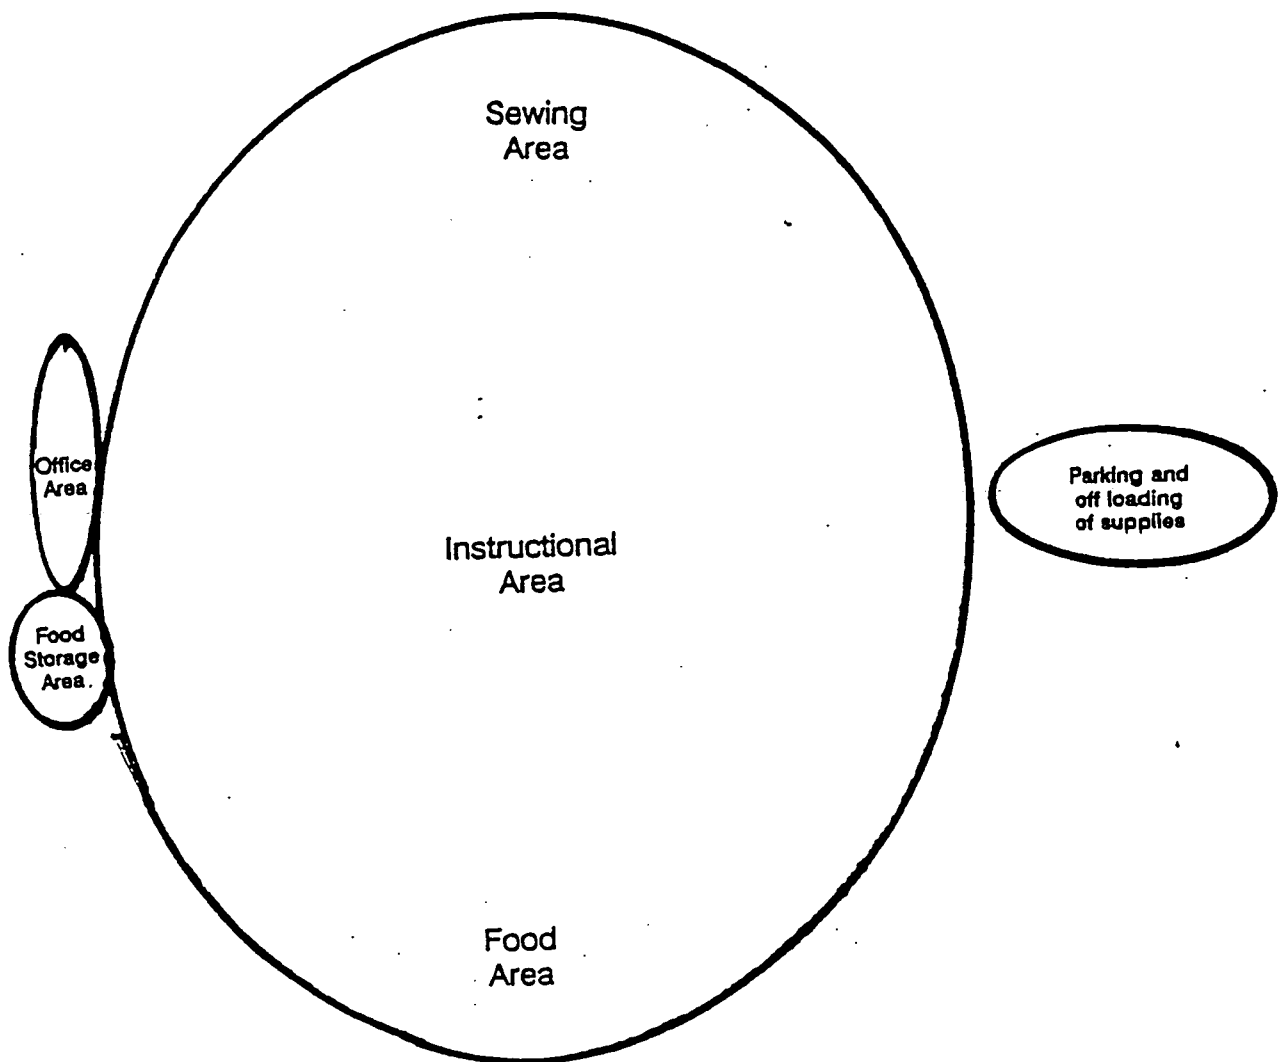 Sewing
Area
Office
Area
Parking and
off loading
of supplies
Instructional
Area
Food
Storage
Area.
Food
Area